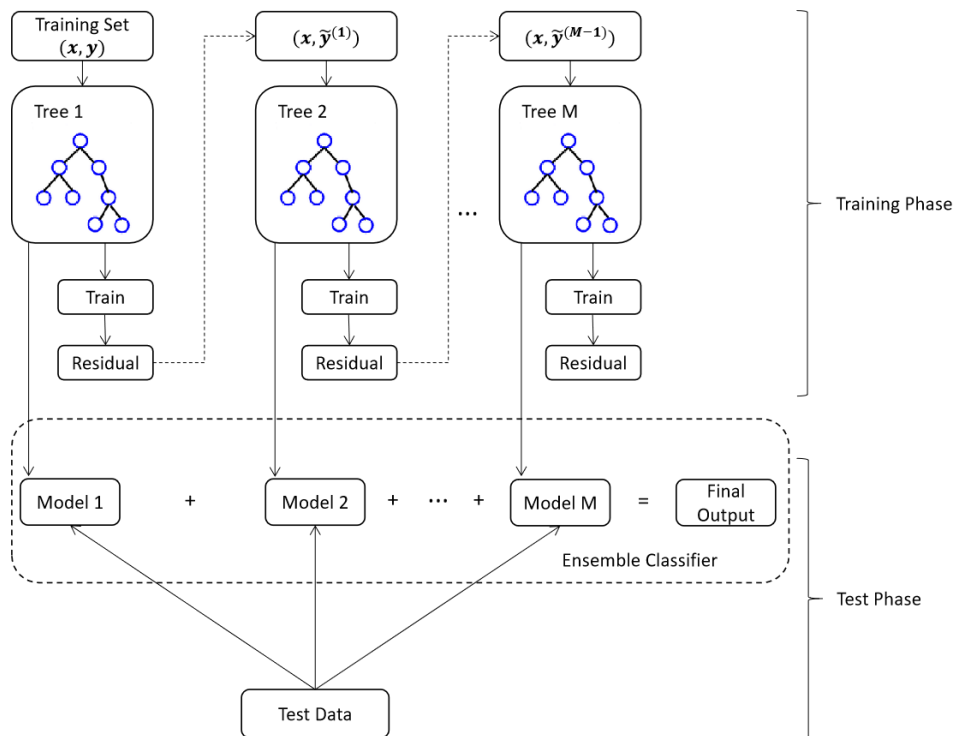 Training Set
(x, y)
(x, ỹ⁽¹⁾)
(x, ỹ⁽ᴹ⁻¹⁾)
Tree 1
Tree 2
Tree M
...
Training Phase
Train
Train
Train
Residual
Residual
Residual
Model 1 + Model 2 + ... + Model M = Final
Output
Ensemble Classifier
Test Phase
Test Data